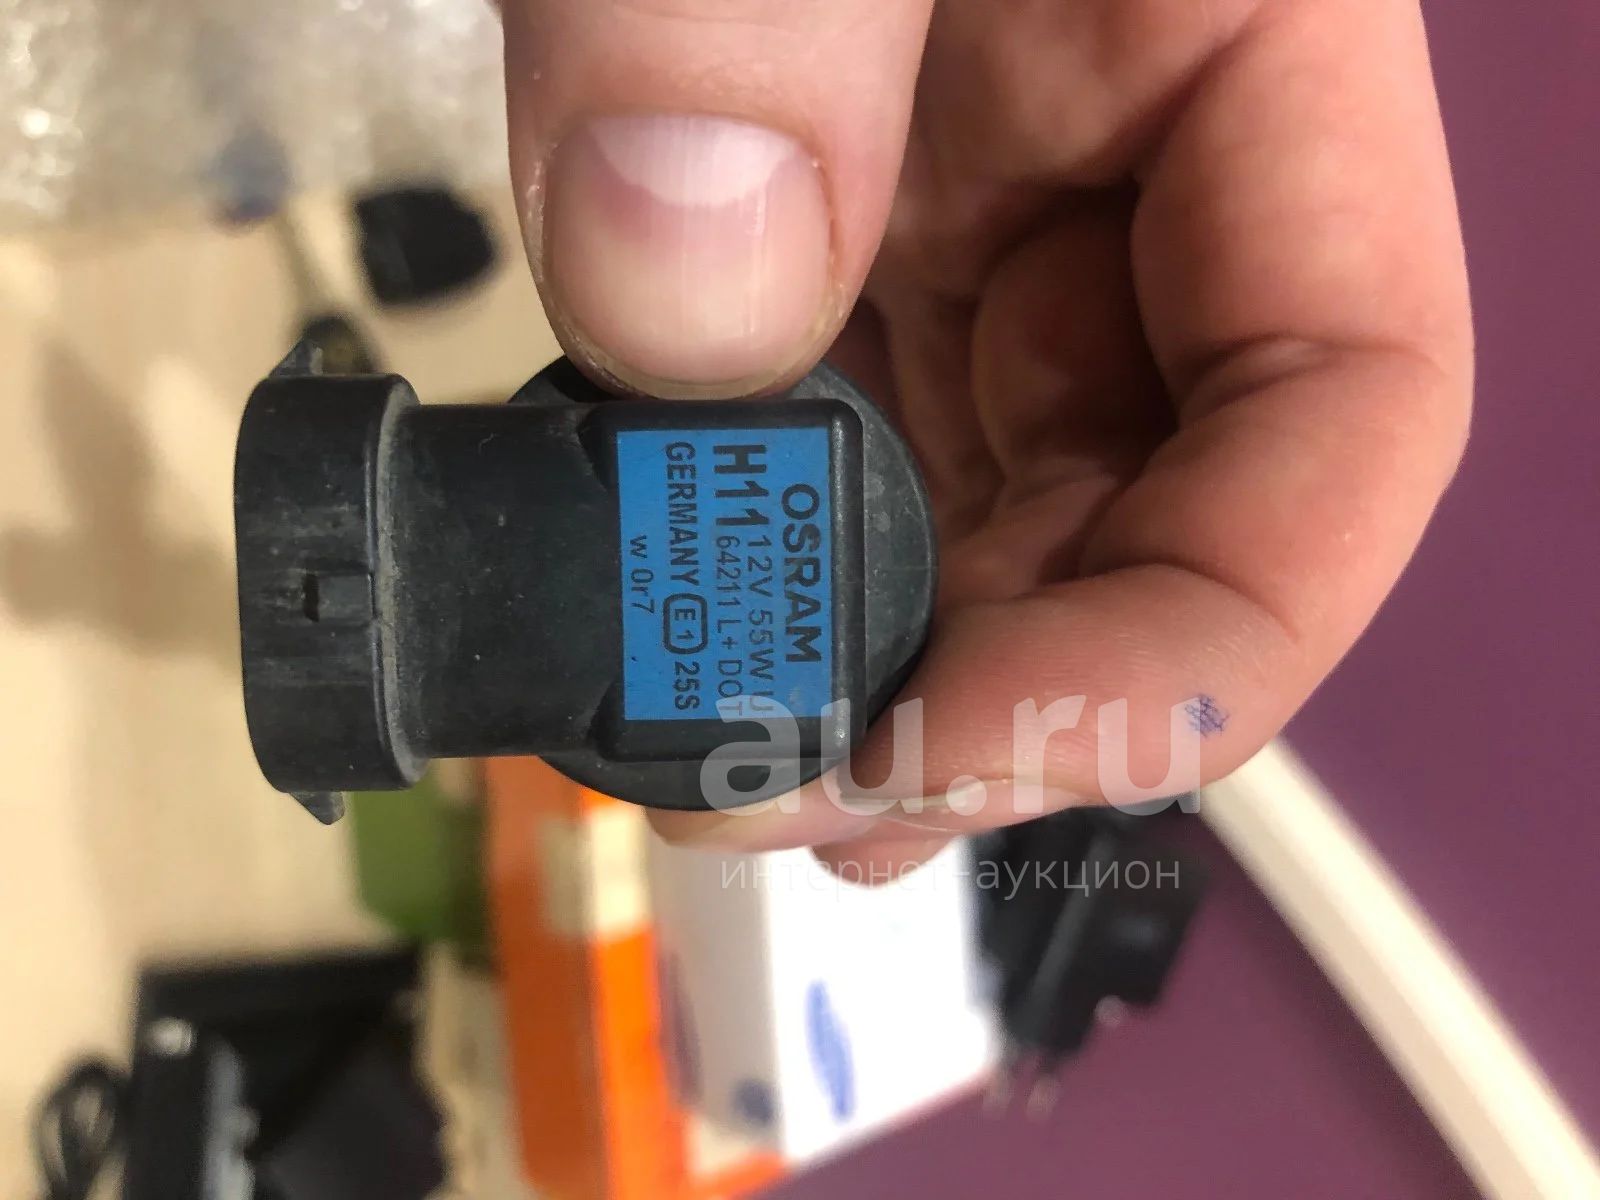 OSRAM
H11 12V 55W U
64211 L+ DOT
GERMANY E1 25S
w 0r7
au.ru
интернет-аукцион